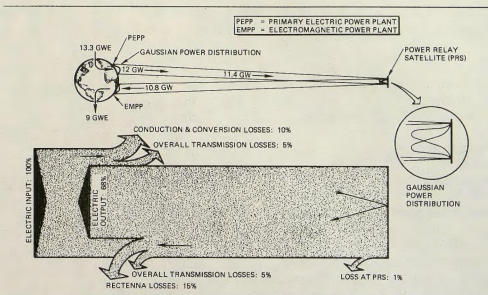 PEPP = PRIMARY ELECTRIC POWER PLANT
EMPP = ELECTROMAGNETIC POWER PLANT
13.3 GWE
PEPP
GAUSSIAN POWER DISTRIBUTION
POWER RELAY
SATELLITE (PRS)
12 GW
11.4 GW
10.8 GW
EMPP
9 GWE
CONDUCTION & CONVERSION LOSSES: 10%
OVERALL TRANSMISSION LOSSES: 5%
GAUSSIAN
POWER
DISTRIBUTION
ELECTRIC INPUT: 100%
ELECTRIC
OUTPUT: 68%
OVERALL TRANSMISSION LOSSES: 5%
RECTENNA LOSSES: 15%
LOSS AT PRS: 1%